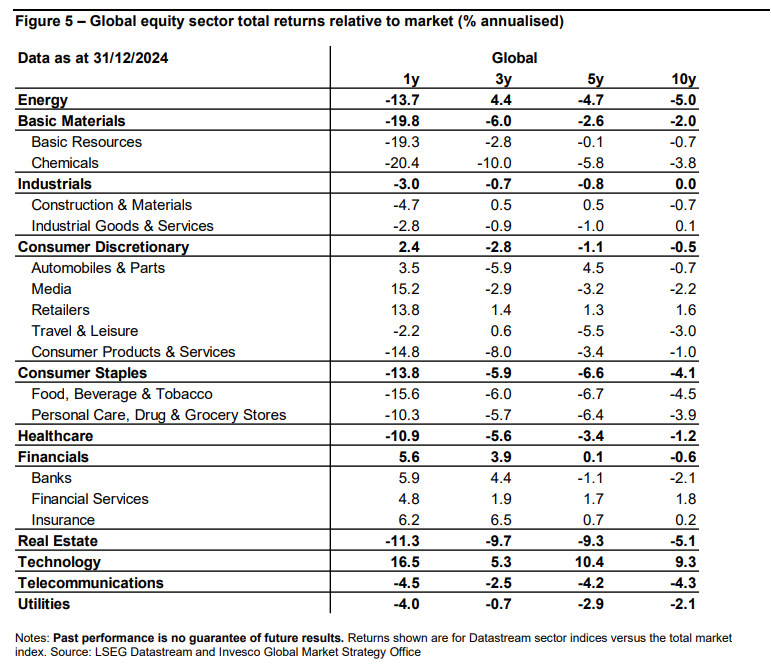 Figure 5 – Global equity sector total returns relative to market (% annualised)
Data as at 31/12/2024 Global
1y 3y 5y 10y
Energy -13.7 4.4 -4.7 -5.0
Basic Materials -19.8 -6.0 -2.6 -2.0
Basic Resources -19.3 -2.8 -0.1 -0.7
Chemicals -20.4 -10.0 -5.8 -3.8
Industrials -3.0 -0.7 -0.8 0.0
Construction & Materials -4.7 0.5 0.5 -0.7
Industrial Goods & Services -2.8 -0.9 -1.0 0.1
Consumer Discretionary 2.4 -2.8 -1.1 -0.5
Automobiles & Parts 3.5 -5.9 4.5 -0.7
Media 15.2 -2.9 -3.2 -2.2
Retailers 13.8 1.4 1.3 1.6
Travel & Leisure -2.2 0.6 -5.5 -3.0
Consumer Products & Services -14.8 -8.0 -3.4 -1.0
Consumer Staples -13.8 -5.9 -6.6 -4.1
Food, Beverage & Tobacco -15.6 -6.0 -6.7 -4.5
Personal Care, Drug & Grocery Stores -10.3 -5.7 -6.4 -3.9
Healthcare -10.9 -5.6 -3.4 -1.2
Financials 5.6 3.9 0.1 -0.6
Banks 5.9 4.4 -1.1 -2.1
Financial Services 4.8 1.9 1.7 1.8
Insurance 6.2 6.5 0.7 0.2
Real Estate -11.3 -9.7 -9.3 -5.1
Technology 16.5 5.3 10.4 9.3
Telecommunications -4.5 -2.5 -4.2 -4.3
Utilities -4.0 -0.7 -2.9 -2.1
Notes: Past performance is no guarantee of future results. Returns shown are for Datastream sector indices versus the total market
index. Source: LSEG Datastream and Invesco Global Market Strategy Office